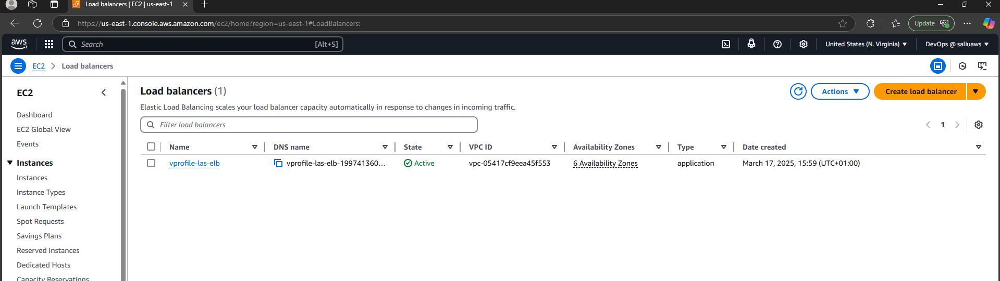 Load balancers | EC2 | us-east-1
https://us-east-1.console.aws.amazon.com/ec2/home?region=us-east-1#LoadBalancers:
Update
aws
Search
[Alt+S]
United States (N. Virginia)
DevOps @ saliuaws
EC2
Load balancers
EC2
Dashboard
EC2 Global View
Events
Instances
Instances
Instance Types
Launch Templates
Spot Requests
Savings Plans
Reserved Instances
Dedicated Hosts
Capacity Reservations
Load balancers (1)
Actions
Create load balancer
Elastic Load Balancing scales your load balancer capacity automatically in response to changes in incoming traffic.
Filter load balancers
1
Name DNS name State VPC ID Availability Zones Type Date created
vprofile-las-elb vprofile-las-elb-199741360... Active vpc-05417cf9eea45f553 6 Availability Zones application March 17, 2025, 15:59 (UTC+01:00)